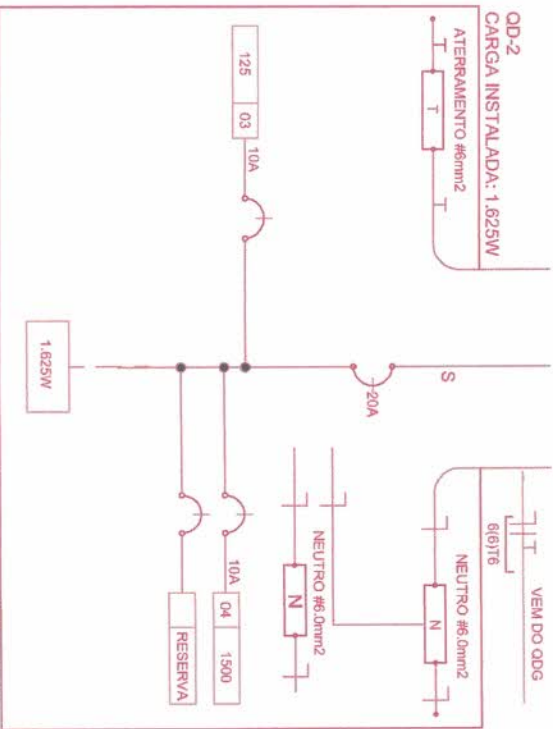 QD-2
CARGA INSTALADA: 1.625W
ATERRAMENTO #6mm2
T
T
T
VEM DO QDG
T
6(6)T6
NEUTRO #6.0mm2
N
S
20A
NEUTRO #6.0mm2
N
125 03
10A
10A
04 1500
RESERVA
1.625W